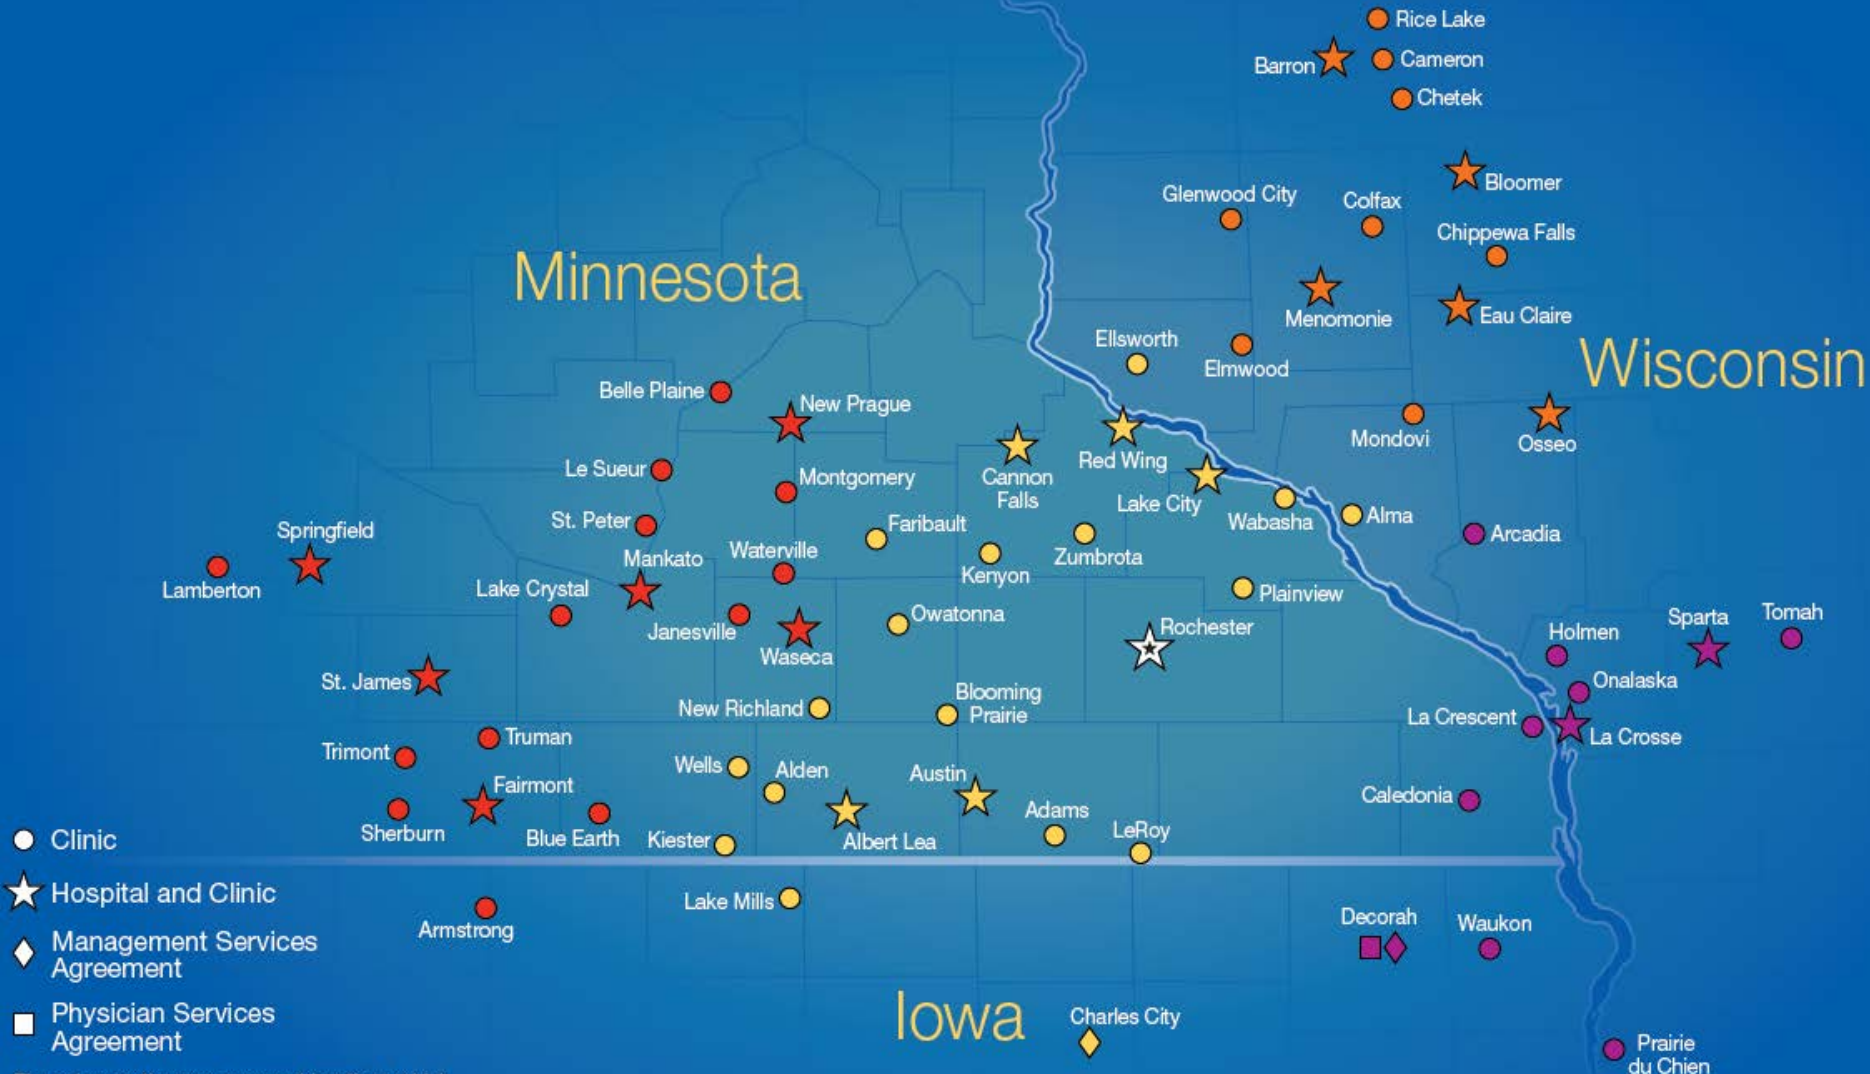 Rice Lake
Barron
Cameron
Chetek
Bloomer
Glenwood City
Colfax
Chippewa Falls
Minnesota
Menomonie
Eau Claire
Ellsworth
Elmwood
Wisconsin
Belle Plaine
New Prague
Mondovi
Osseo
Red Wing
Le Sueur
Montgomery
Cannon
Falls
Lake City
Wabasha
Alma
St. Peter
Faribault
Springfield
Arcadia
Mankato
Waterville
Zumbrota
Kenyon
Lamberton
Lake Crystal
Plainview
Owatonna
Janesville
Rochester
Waseca
Holmen
Sparta
Tomah
St. James
Onalaska
New Richland
Blooming
Prairie
La Crescent
La Crosse
Truman
Trimont
Wells
Alden
Austin
Fairmont
Caledonia
Adams
Sherburn
Blue Earth
Kiester
Albert Lea
LeRoy
Clinic
Hospital and Clinic
Lake Mills
Armstrong
Decorah
Waukon
Management Services
Agreement
Iowa
Charles City
Physician Services
Agreement
Prairie
du Chien